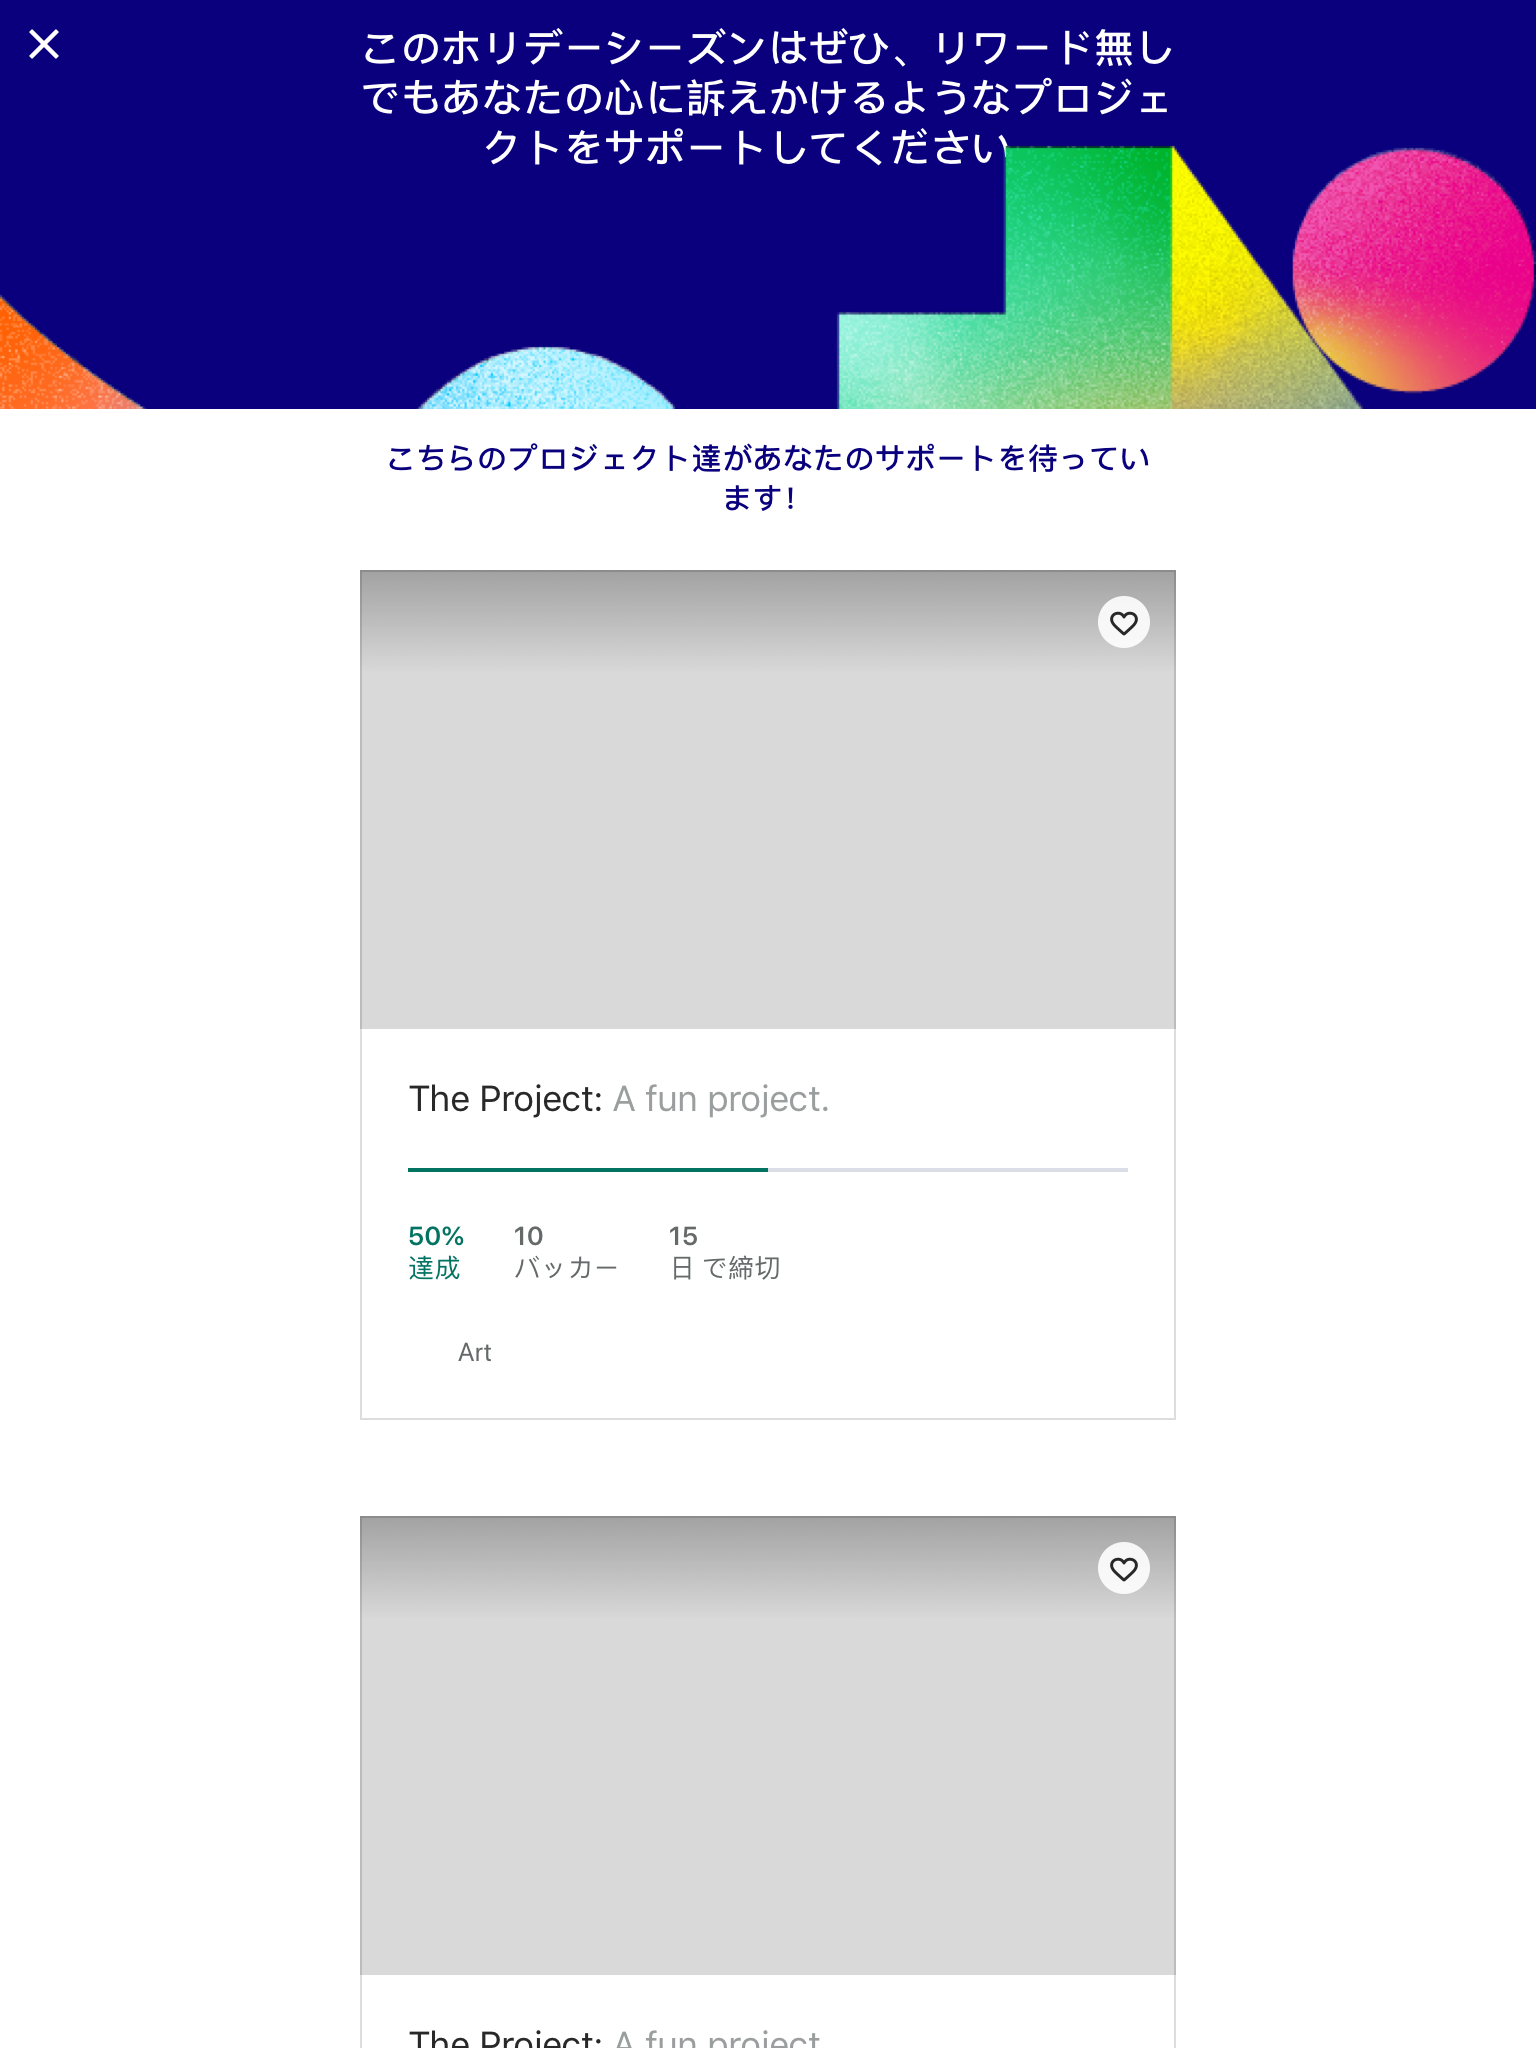 このホリデーシーズンはぜひ、リワード無し
でもあなたの心に訴えかけるようなプロジェ
クトをサポートしてください
こちらのプロジェクト達があなたのサポートを待ってい
ます!
The Project: A fun project.
50%
達成
10
バッカー
15
日 で締切
Art
The Project: A fun project.